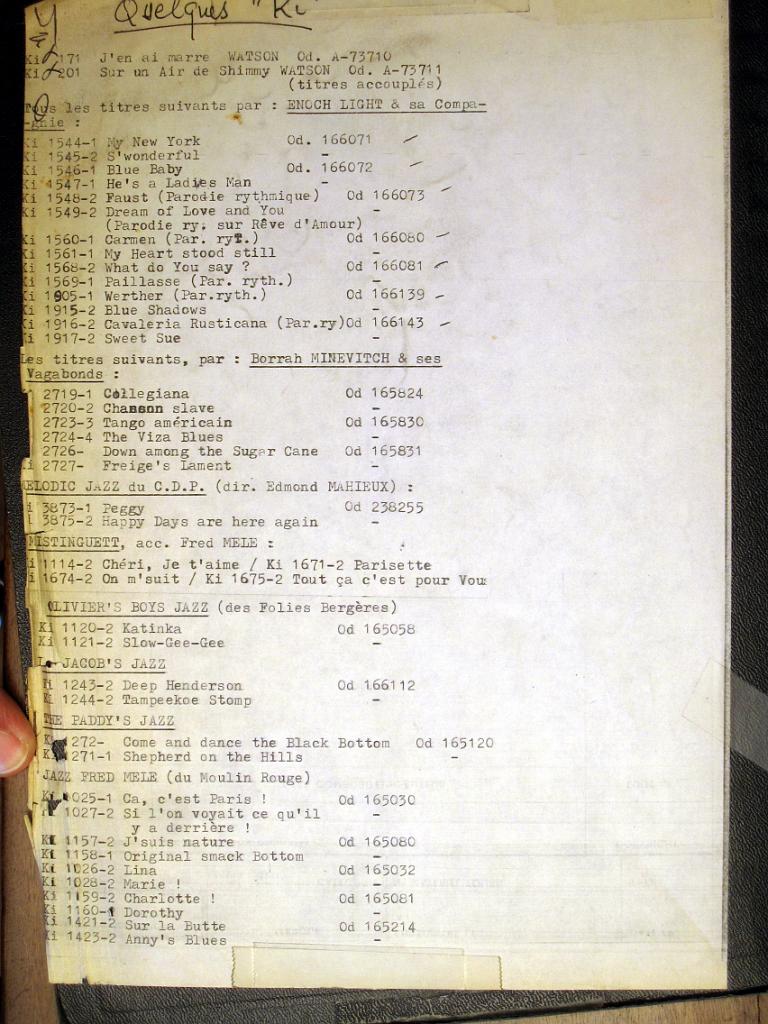 Quelques "Ki"
Ki 171 J'en ai marre WATSON Od. A-73710
Ki 201 Sur un Air de Shimmy WATSON Od. A-73711
(titres accouplés)
Tous les titres suivants par : ENOCH LIGHT & sa Compa-
-gnie :
Ki 1544-1 My New York Od. 166071
Ki 1545-2 S'wonderful -
Ki 1546-1 Blue Baby Od. 166072
Ki 1547-1 He's a Ladies Man -
Ki 1548-2 Faust (Parodie rythmique) Od 166073
Ki 1549-2 Dream of Love and You -
(Parodie ry. sur Rêve d'Amour)
Ki 1560-1 Carmen (Par. ryt.) Od 166080
Ki 1561-1 My Heart stood still -
Ki 1568-2 What do You say ? Od 166081
Ki 1569-1 Paillasse (Par. ryth.) -
Ki 1905-1 Werther (Par.ryth.) Od 166139
Ki 1915-2 Blue Shadows -
Ki 1916-2 Cavaleria Rusticana (Par.ry)Od 166143
Ki 1917-2 Sweet Sue -
Les titres suivants, par : Borrah MINEVITCH & ses
Vagabonds :
2719-1 Collegiana Od 165824
2720-2 Chanson slave -
2723-3 Tango américain Od 165830
2724-4 The Viza Blues -
2726- Down among the Sugar Cane Od 165831
Ki 2727- Freige's Lament -
MELODIC JAZZ du C.D.P. (dir. Edmond MAHIEUX) :
Ki 3873-1 Peggy Od 238255
Ki 3875-2 Happy Days are here again -
MISTINGUETT, acc. Fred MELE :
Ki 1114-2 Chéri, Je t'aime / Ki 1671-2 Parisette
Ki 1674-2 On m'suit / Ki 1675-2 Tout ça c'est pour Vous
OLIVIER'S BOYS JAZZ (des Folies Bergères)
Ki 1120-2 Katinka Od 165058
Ki 1121-2 Slow-Gee-Gee -
JACOB'S JAZZ
Ki 1243-2 Deep Henderson Od 166112
Ki 1244-2 Tampeekoe Stomp -
THE PADDY'S JAZZ
272- Come and dance the Black Bottom Od 165120
271-1 Shepherd on the Hills -
JAZZ FRED MELE (du Moulin Rouge)
Ki 1025-1 Ca, c'est Paris ! Od 165030
1027-2 Si l'on voyait ce qu'il -
y a derrière !
Ki 1157-2 J'suis nature Od 165080
Ki 1158-1 Original smack Bottom -
Ki 1026-2 Lina Od 165032
Ki 1028-2 Marie ! -
Ki 1159-2 Charlotte ! Od 165081
Ki 1160-1 Dorothy -
Ki 1421-2 Sur la Butte Od 165214
Ki 1423-2 Anny's Blues -